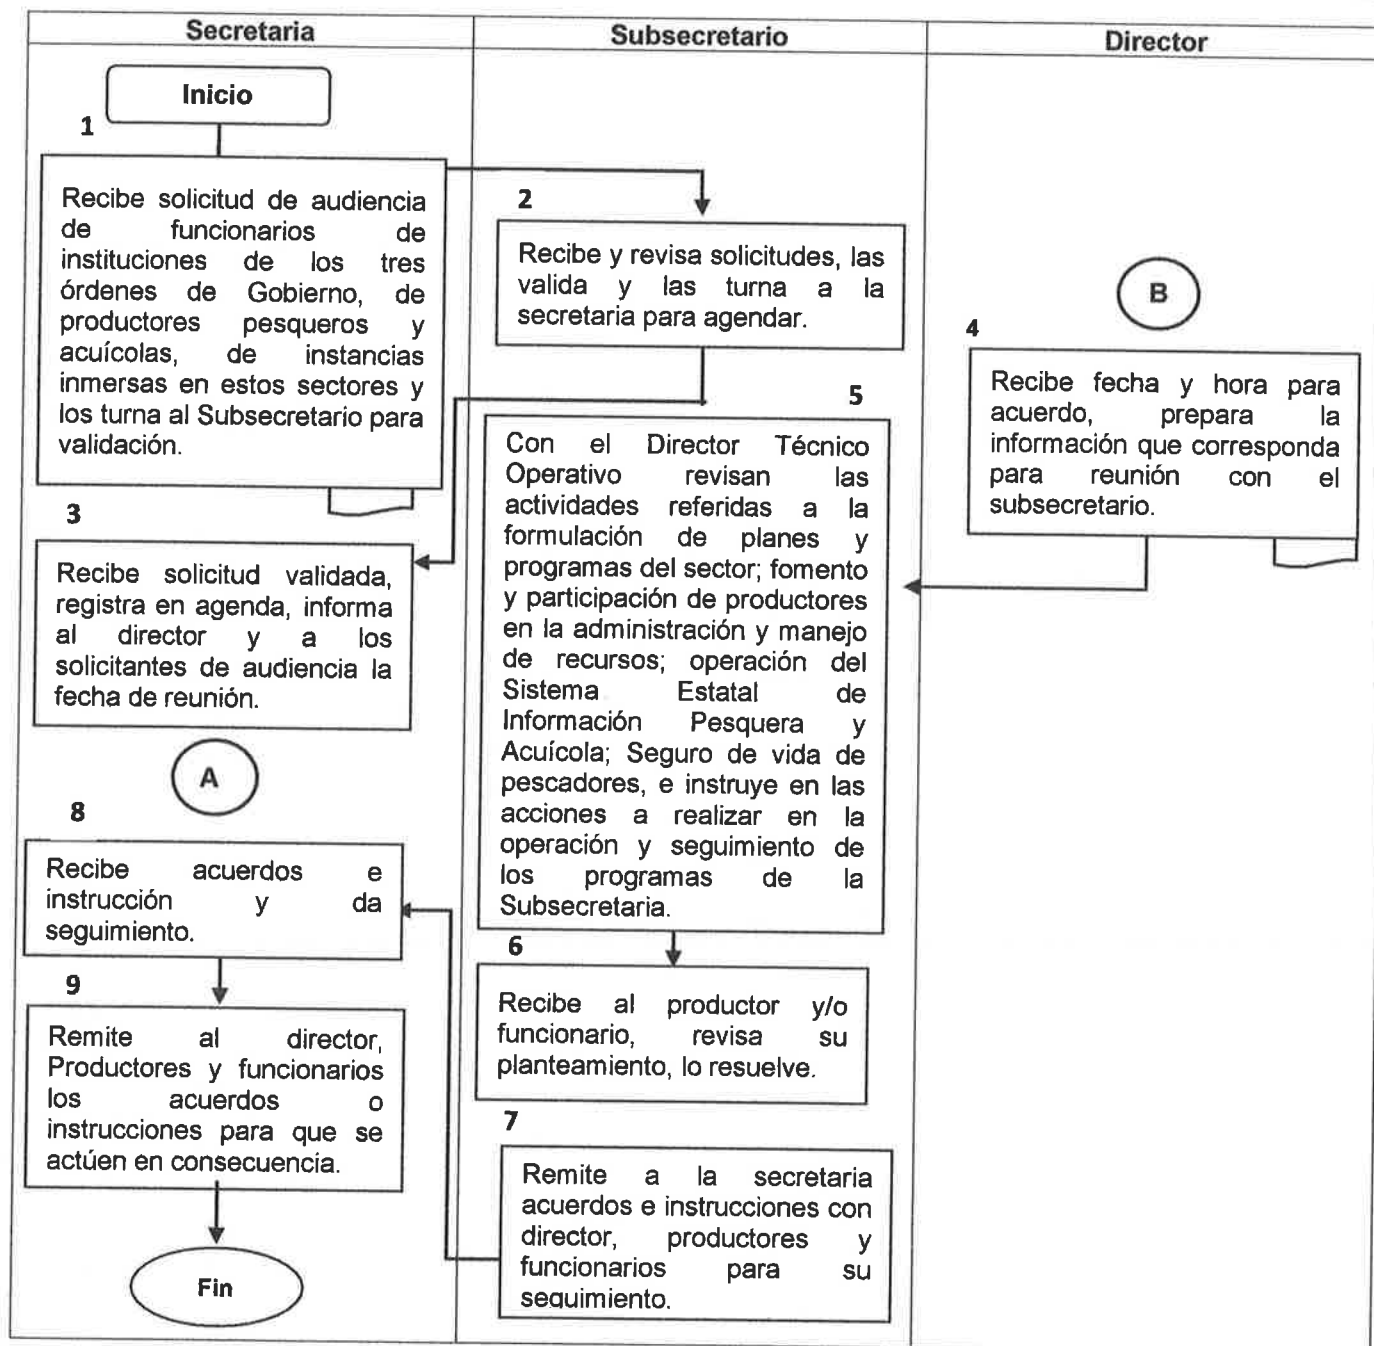 Secretaria
Subsecretario
Director
Inicio
1
Recibe solicitud de audiencia
de funcionarios de
instituciones de los tres
órdenes de Gobierno, de
productores pesqueros y
acuícolas, de instancias
inmersas en estos sectores y
los turna al Subsecretario para
validación.
2
Recibe y revisa solicitudes, las
valida y las turna a la
secretaria para agendar.
3
Recibe solicitud validada,
registra en agenda, informa
al director y a los
solicitantes de audiencia la
fecha de reunión.
A
B
4
Recibe fecha y hora para
acuerdo, prepara la
información que corresponda
para reunión con el
subsecretario.
5
Con el Director Técnico
Operativo revisan las
actividades referidas a la
formulación de planes y
programas del sector; fomento
y participación de productores
en la administración y manejo
de recursos; operación del
Sistema Estatal de
Información Pesquera y
Acuícola; Seguro de vida de
pescadores, e instruye en las
acciones a realizar en la
operación y seguimiento de
los programas de la
Subsecretaria.
6
Recibe al productor y/o
funcionario, revisa su
planteamiento, lo resuelve.
7
Remite a la secretaria
acuerdos e instrucciones con
director, productores y
funcionarios para su
seguimiento.
8
Recibe acuerdos e
instrucción y da
seguimiento.
9
Remite al director,
Productores y funcionarios
los acuerdos o
instrucciones para que se
actúen en consecuencia.
Fin